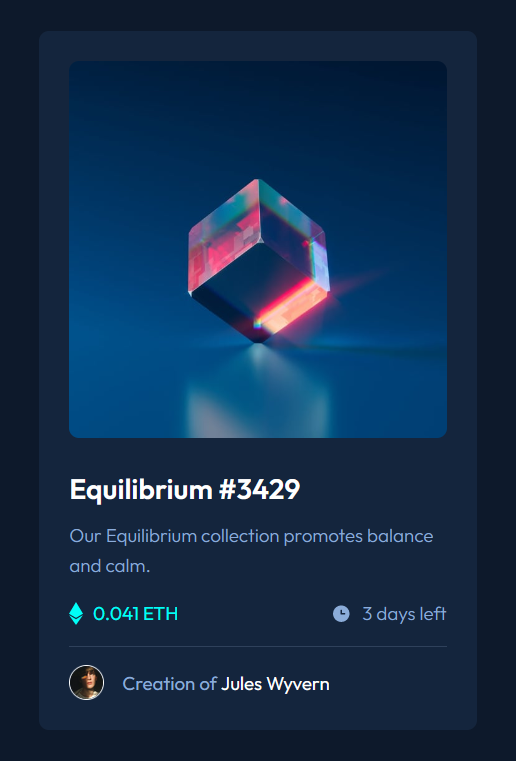 Equilibrium #3429
Our Equilibrium collection promotes balance
and calm.
0.041 ETH
3 days left
Creation of Jules Wyvern